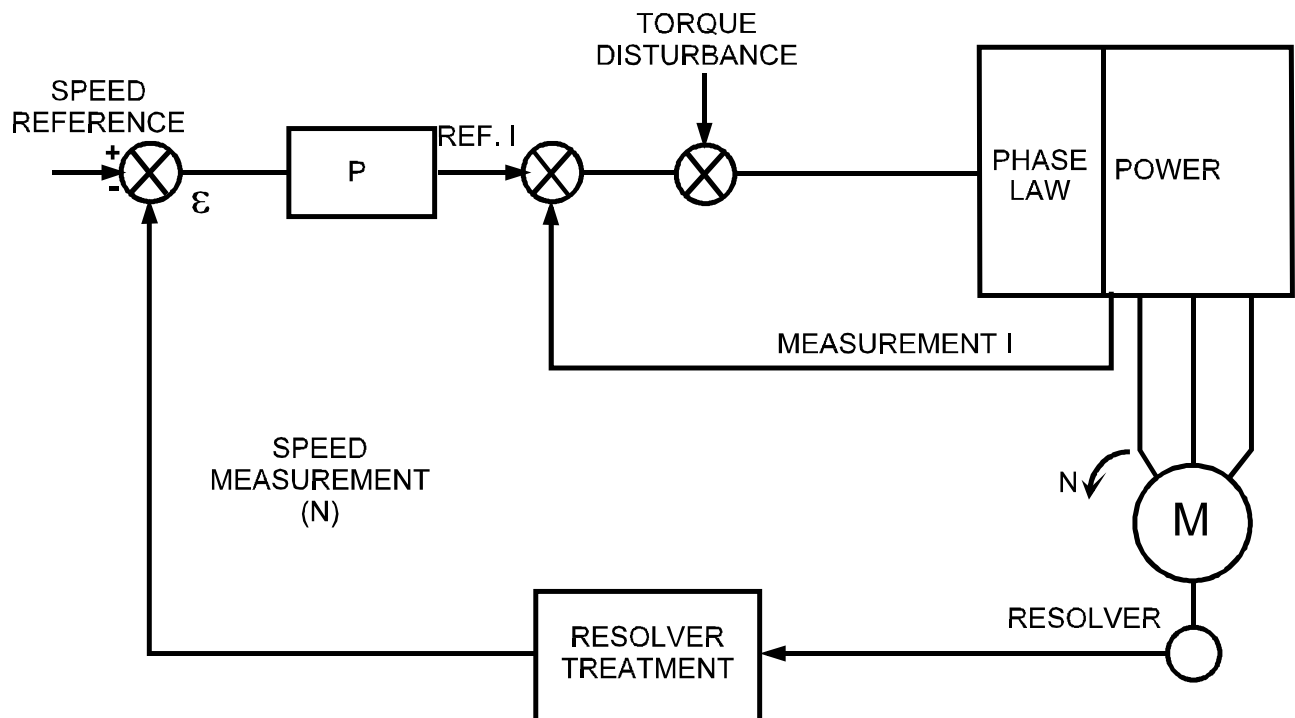 TORQUE
DISTURBANCE
SPEED
REFERENCE
+
-
ε
P
REF. I
PHASE
LAW
POWER
MEASUREMENT I
SPEED
MEASUREMENT
(N)
N
M
RESOLVER
RESOLVER
TREATMENT